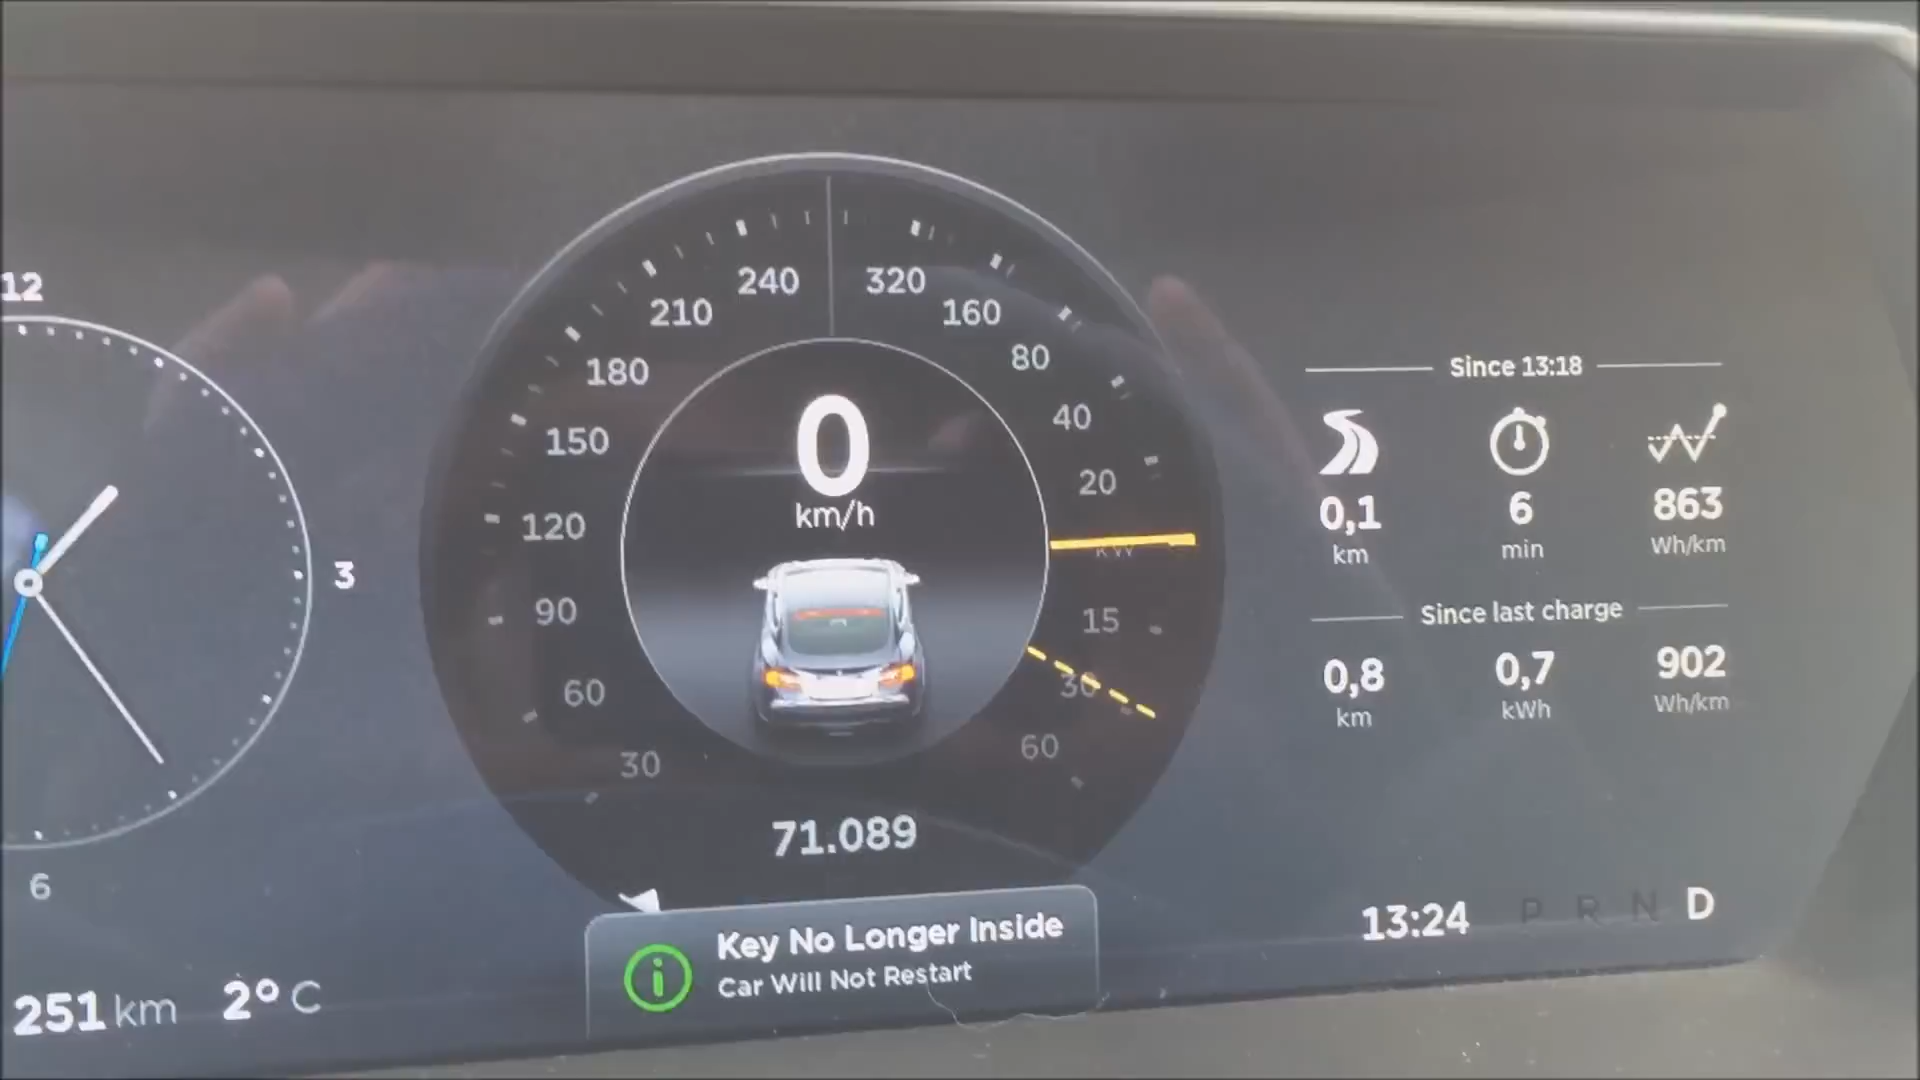 12
3
6
251 km
2° C
240
320
210
160
180
80
150
40
120
20
kW
90
15
60
30
30
60
0
km/h
71.089
Key No Longer Inside
Car Will Not Restart
Since 13:18
0,1
km
6
min
863
Wh/km
Since last charge
0,8
km
0,7
kWh
902
Wh/km
13:24
P R N D